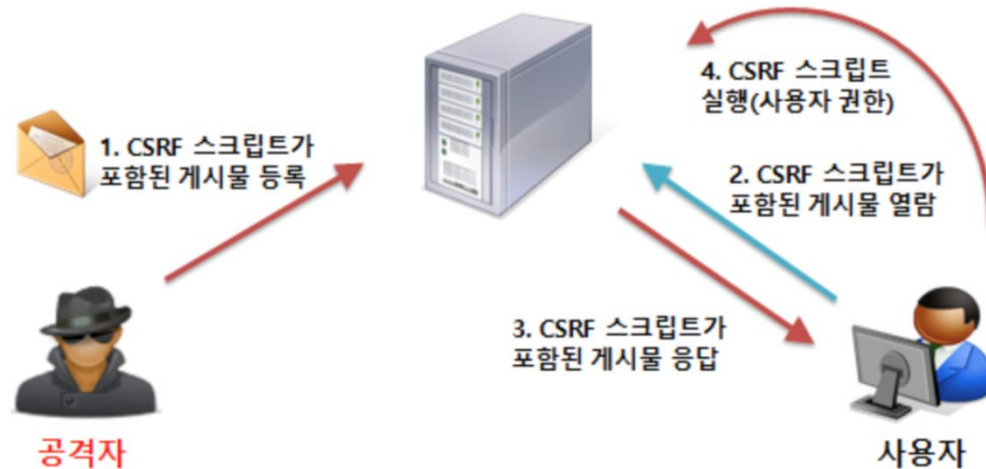 1. CSRF 스크립트가
포함된 게시물 등록
4. CSRF 스크립트
실행(사용자 권한)
2. CSRF 스크립트가
포함된 게시물 열람
3. CSRF 스크립트가
포함된 게시물 응답
공격자
사용자